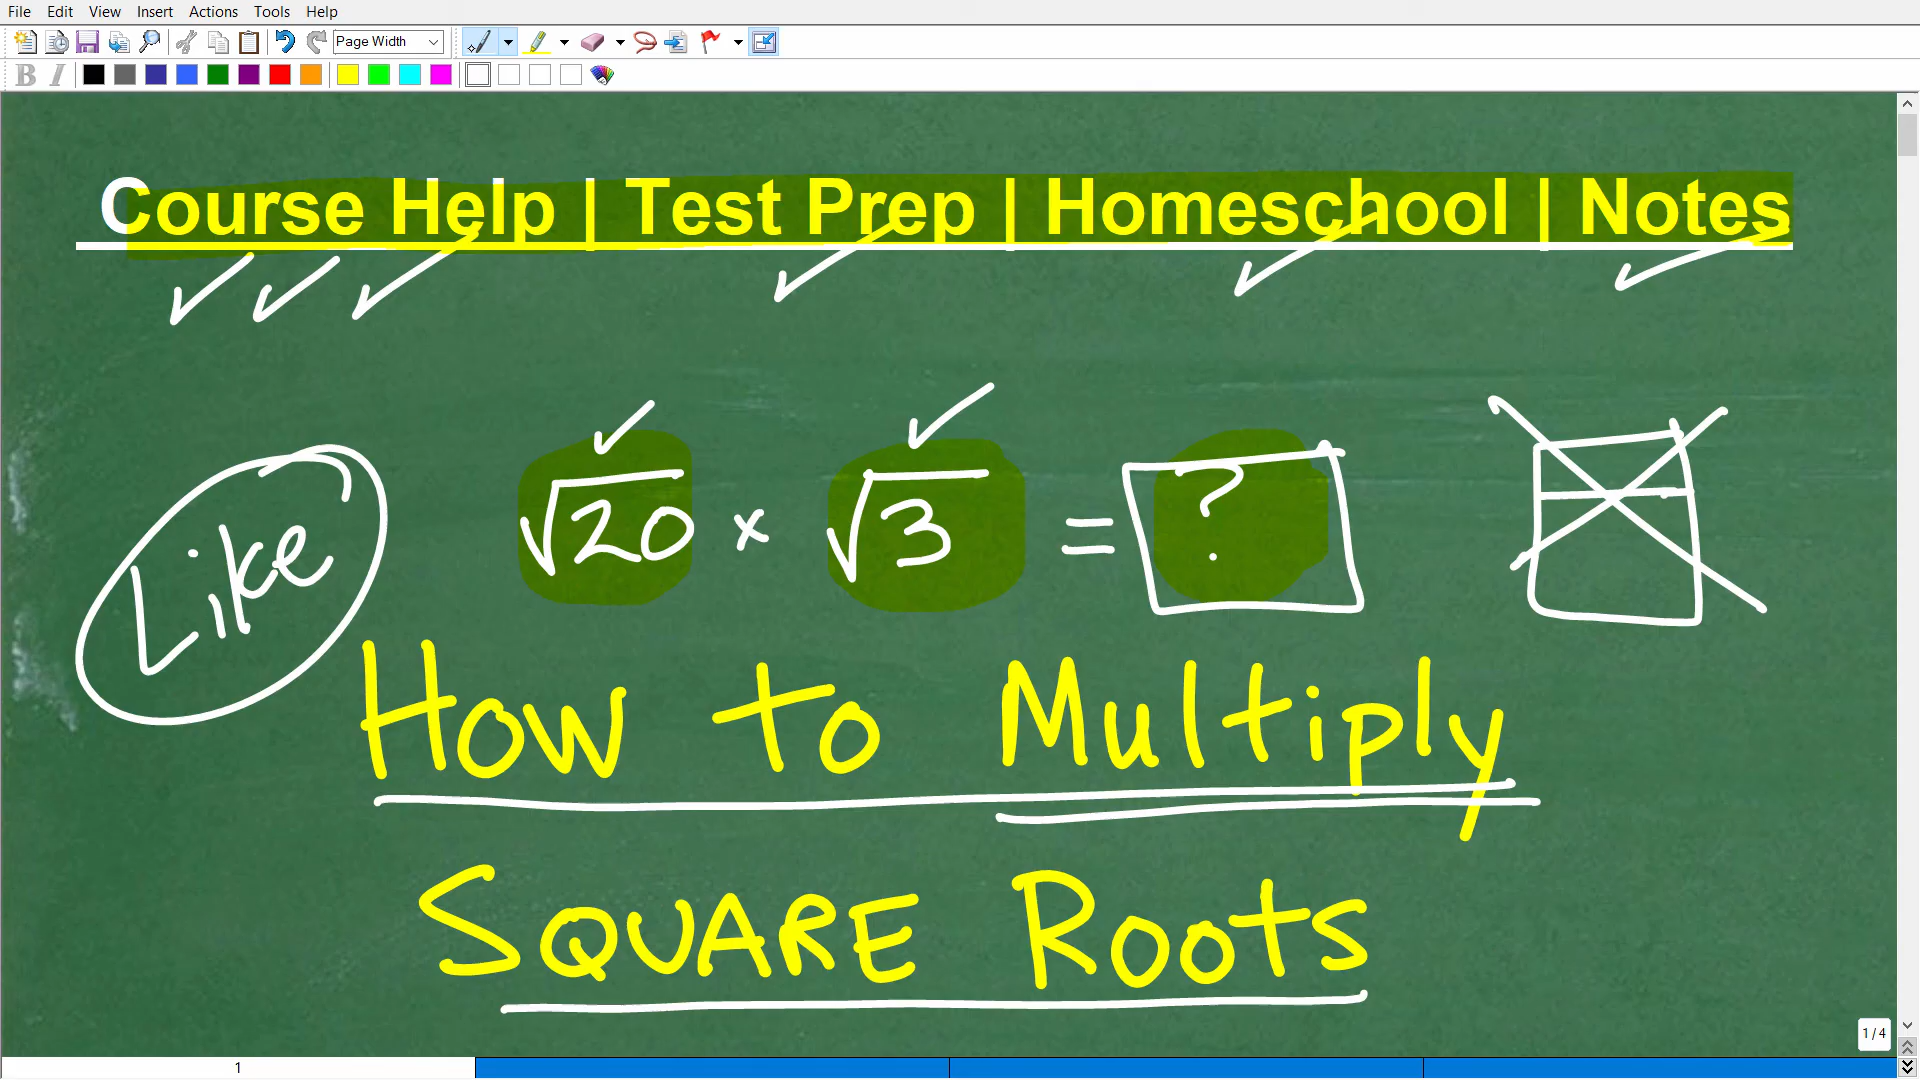 File Edit View Insert Actions Tools Help
Page Width
B I
Course Help | Test Prep | Homeschool | Notes
√20 × √3 = ?
Like
How to Multiply
SQUARE Roots
1 / 4
1